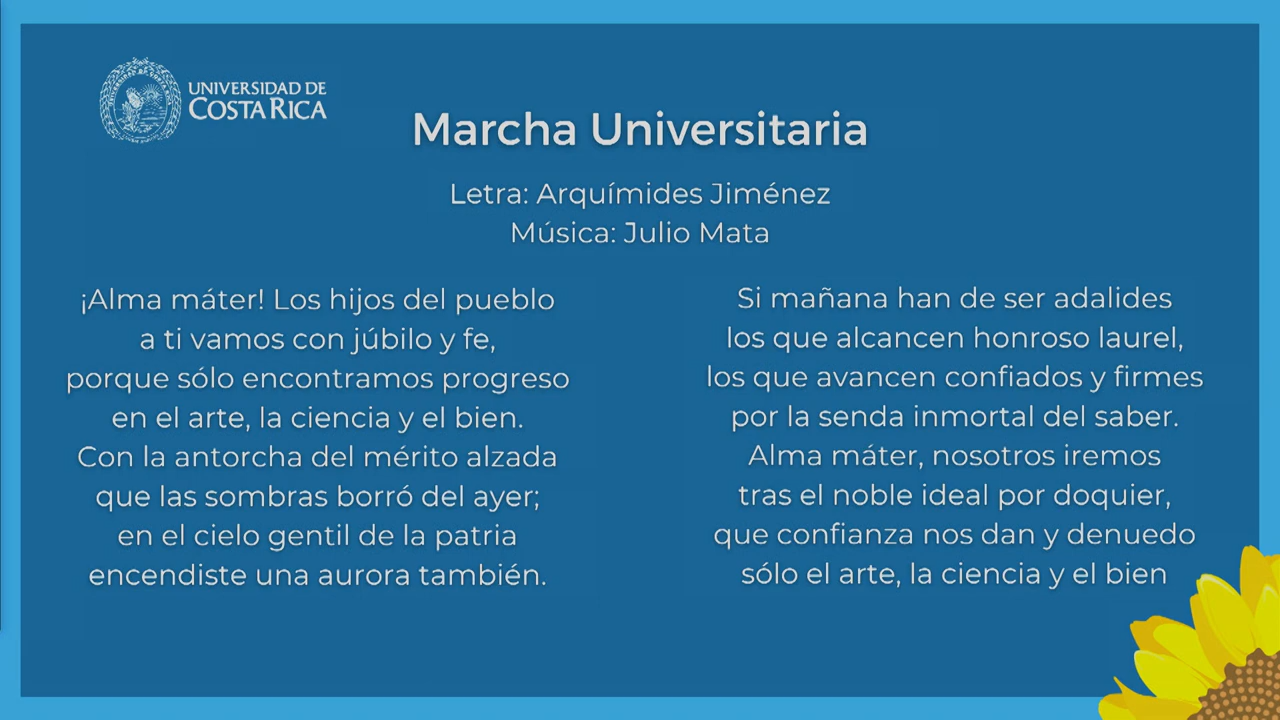 UNIVERSIDAD DE
COSTA RICA
Marcha Universitaria
Letra: Arquímides Jiménez
Música: Julio Mata
¡Alma máter! Los hijos del pueblo
a ti vamos con júbilo y fe,
porque sólo encontramos progreso
en el arte, la ciencia y el bien.
Con la antorcha del mérito alzada
que las sombras borró del ayer;
en el cielo gentil de la patria
encendiste una aurora también.
Si mañana han de ser adalides
los que alcancen honroso laurel,
los que avancen confiados y firmes
por la senda inmortal del saber.
Alma máter, nosotros iremos
tras el noble ideal por doquier,
que confianza nos dan y denuedo
sólo el arte, la ciencia y el bien